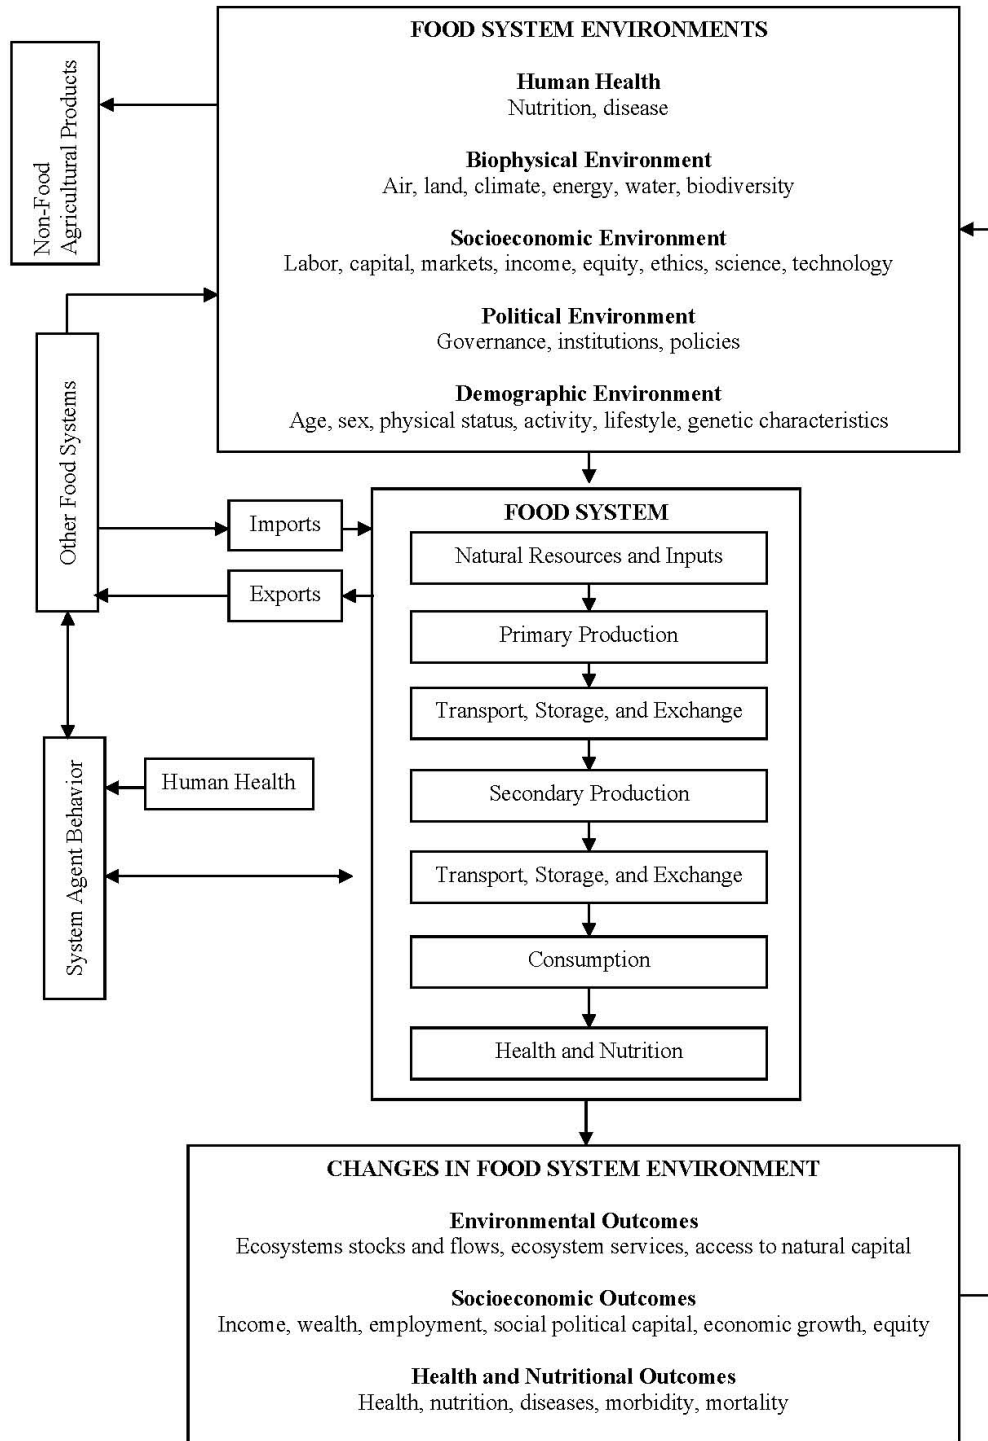 FOOD SYSTEM ENVIRONMENTS
Non-Food
Agricultural Products
Human Health
Nutrition, disease
Biophysical Environment
Air, land, climate, energy, water, biodiversity
Socioeconomic Environment
Labor, capital, markets, income, equity, ethics, science, technology
Political Environment
Governance, institutions, policies
Demographic Environment
Age, sex, physical status, activity, lifestyle, genetic characteristics
Other Food Systems
Imports
Exports
FOOD SYSTEM
Natural Resources and Inputs
Primary Production
Transport, Storage, and Exchange
Secondary Production
Transport, Storage, and Exchange
Consumption
Health and Nutrition
System Agent Behavior
Human Health
CHANGES IN FOOD SYSTEM ENVIRONMENT
Environmental Outcomes
Ecosystems stocks and flows, ecosystem services, access to natural capital
Socioeconomic Outcomes
Income, wealth, employment, social political capital, economic growth, equity
Health and Nutritional Outcomes
Health, nutrition, diseases, morbidity, mortality